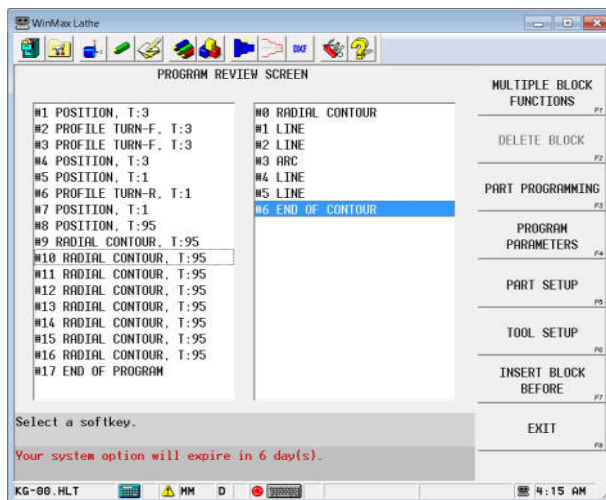 WinMax Lathe
DXF
PROGRAM REVIEW SCREEN
#1 POSITION, T:3
#2 PROFILE TURN-F, T:3
#3 PROFILE TURN-F, T:3
#4 POSITION, T:3
#5 POSITION, T:1
#6 PROFILE TURN-R, T:1
#7 POSITION, T:1
#8 POSITION, T:95
#9 RADIAL CONTOUR, T:95
#10 RADIAL CONTOUR, T:95
#11 RADIAL CONTOUR, T:95
#12 RADIAL CONTOUR, T:95
#13 RADIAL CONTOUR, T:95
#14 RADIAL CONTOUR, T:95
#15 RADIAL CONTOUR, T:95
#16 RADIAL CONTOUR, T:95
#17 END OF PROGRAM
#0 RADIAL CONTOUR
#1 LINE
#2 LINE
#3 ARC
#4 LINE
#5 LINE
#6 END OF CONTOUR
MULTIPLE BLOCK
FUNCTIONS
F1
DELETE BLOCK
F2
PART PROGRAMMING
F3
PROGRAM
PARAMETERS
F4
PART SETUP
F5
TOOL SETUP
F6
INSERT BLOCK
BEFORE
F7
EXIT
F8
Select a softkey.
Your system option will expire in 6 day(s).
KG-00.HLT MM D 4:15 AM